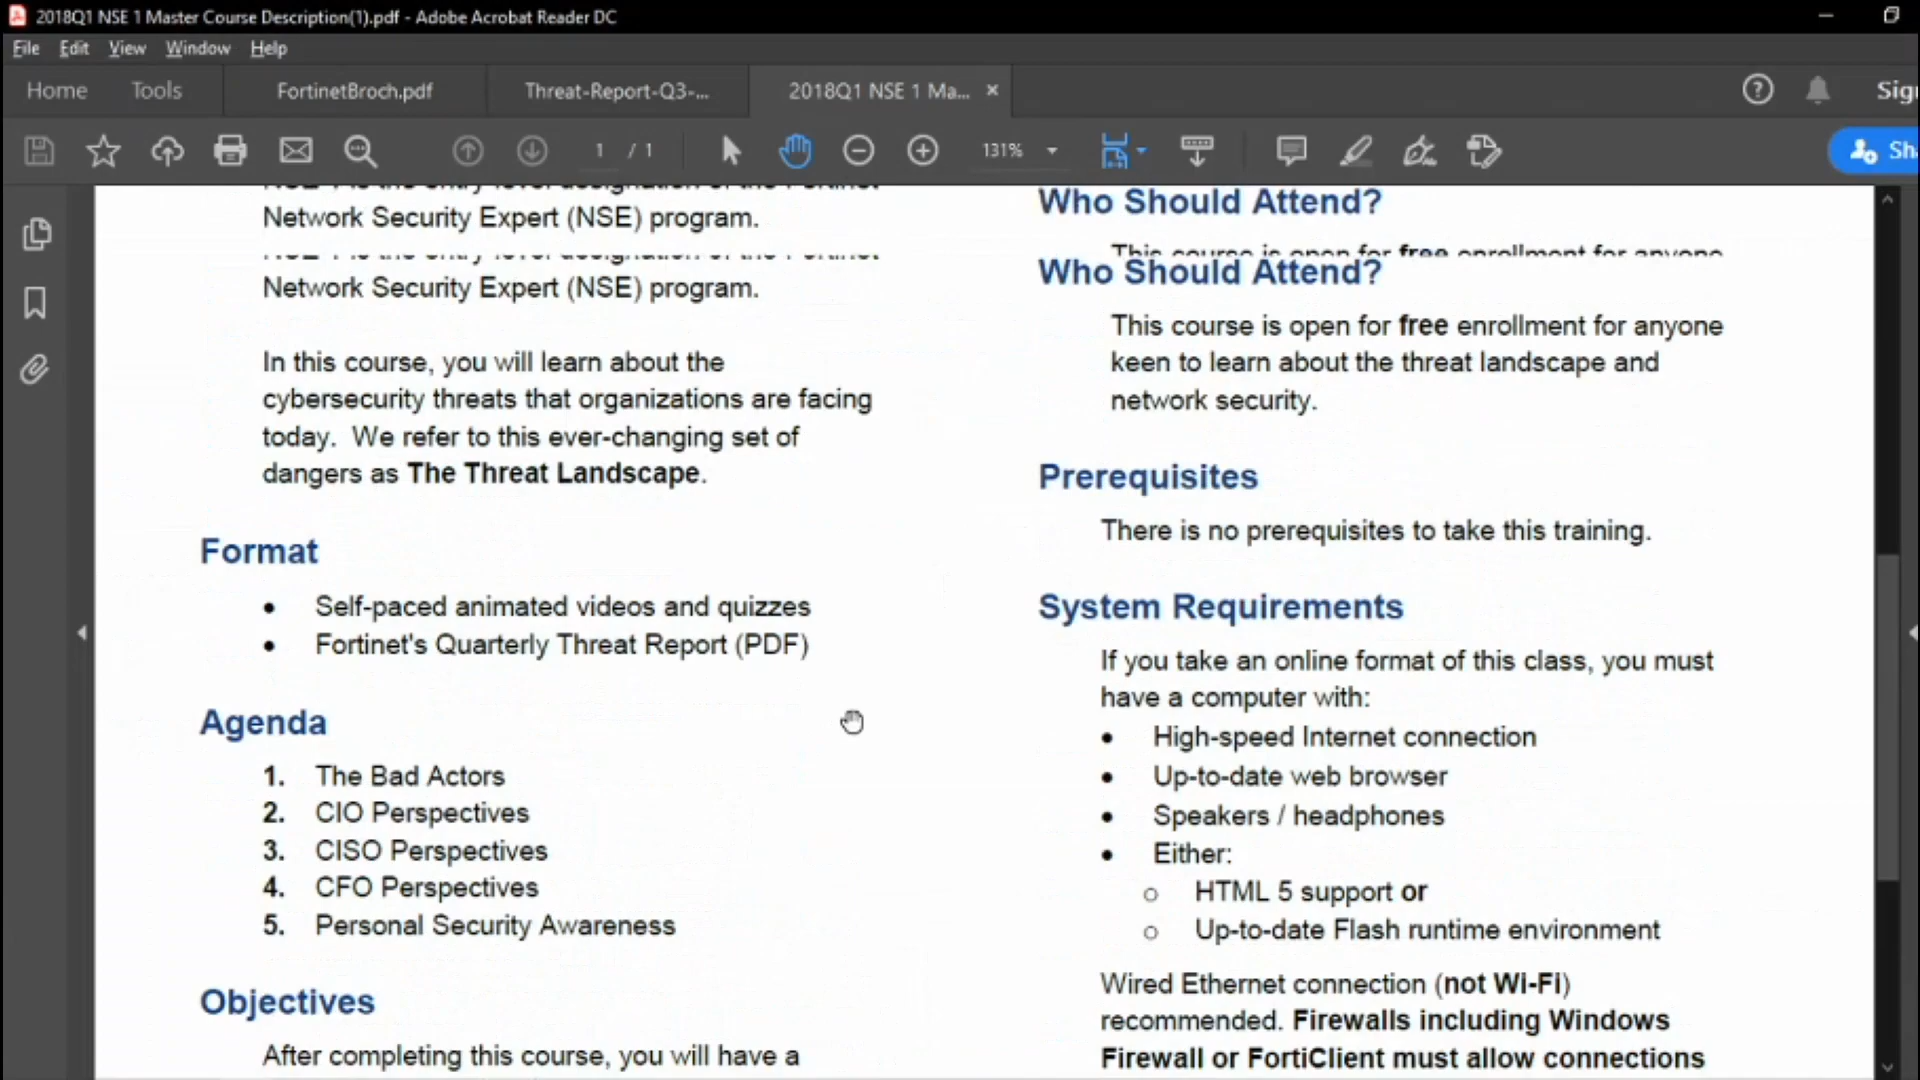 2018Q1 NSE 1 Master Course Description(1).pdf - Adobe Acrobat Reader DC
File Edit View Window Help
Home Tools FortinetBroch.pdf Threat-Report-Q3-... 2018Q1 NSE 1 Ma...
1 / 1 131%
Network Security Expert (NSE) program.
Network Security Expert (NSE) program.
In this course, you will learn about the
cybersecurity threats that organizations are facing
today. We refer to this ever-changing set of
dangers as The Threat Landscape.
Format
• Self-paced animated videos and quizzes
• Fortinet's Quarterly Threat Report (PDF)
Agenda
1. The Bad Actors
2. CIO Perspectives
3. CISO Perspectives
4. CFO Perspectives
5. Personal Security Awareness
Objectives
After completing this course, you will have a
Who Should Attend?
This course is open for free enrollment for anyone
Who Should Attend?
This course is open for free enrollment for anyone
keen to learn about the threat landscape and
network security.
Prerequisites
There is no prerequisites to take this training.
System Requirements
If you take an online format of this class, you must
have a computer with:
• High-speed Internet connection
• Up-to-date web browser
• Speakers / headphones
• Either:
o HTML 5 support or
o Up-to-date Flash runtime environment
Wired Ethernet connection (not Wi-Fi)
recommended. Firewalls including Windows
Firewall or FortiClient must allow connections